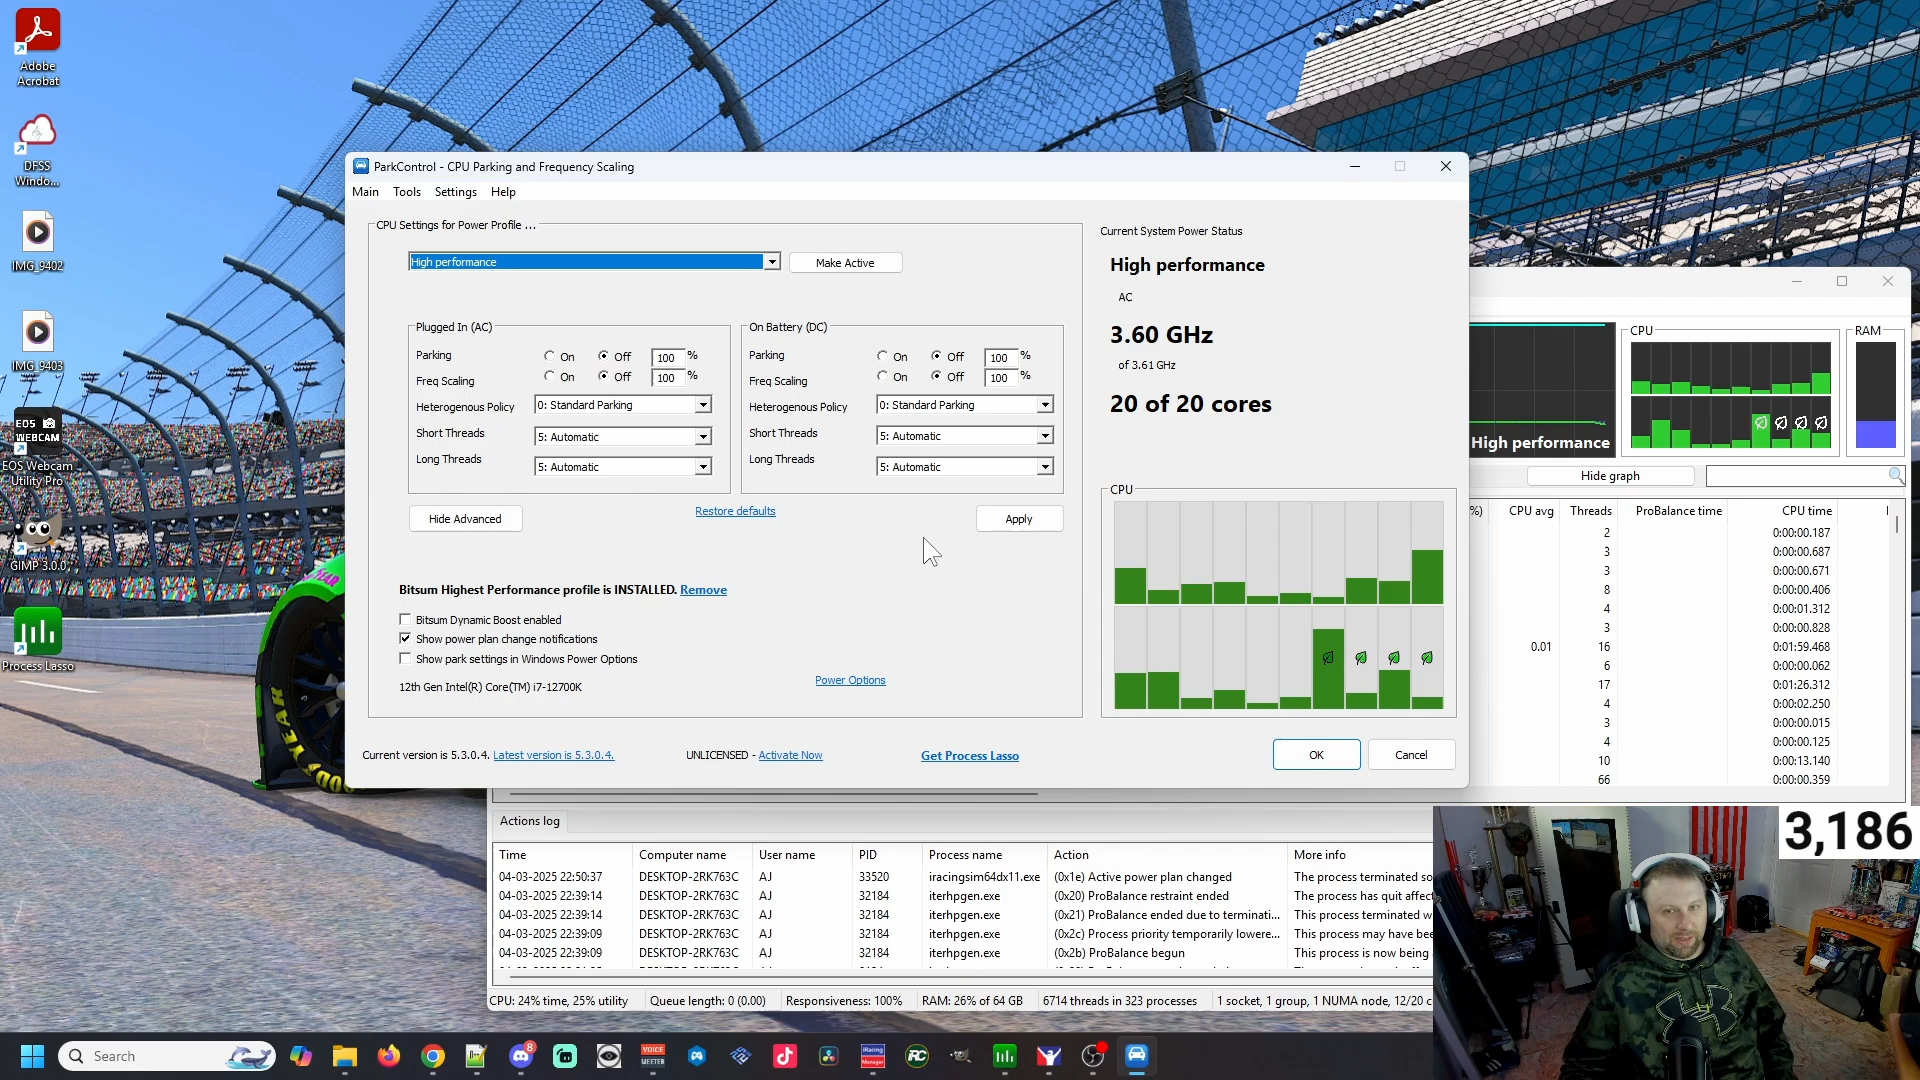 Adobe
Acrobat
DFSS
Windo...
IMG_9402
IMG_9403
EOS
WEBCAM
EOS Webcam
Utility Pro
GIMP 3.0.0
Process Lasso
ParkControl - CPU Parking and Frequency Scaling
Main Tools Settings Help
CPU Settings for Power Profile ...
High performance
Make Active
Plugged In (AC)
Parking On Off 100 %
Freq Scaling On Off 100 %
Heterogenous Policy 0: Standard Parking
Short Threads 5: Automatic
Long Threads 5: Automatic
On Battery (DC)
Parking On Off 100 %
Freq Scaling On Off 100 %
Heterogenous Policy 0: Standard Parking
Short Threads 5: Automatic
Long Threads 5: Automatic
Hide Advanced
Restore defaults
Apply
Bitsum Highest Performance profile is INSTALLED. Remove
Bitsum Dynamic Boost enabled
Show power plan change notifications
Show park settings in Windows Power Options
12th Gen Intel(R) Core(TM) i7-12700K
Power Options
Current System Power Status
High performance
AC
3.60 GHz
of 3.61 GHz
20 of 20 cores
CPU
Current version is 5.3.0.4. Latest version is 5.3.0.4.
UNLICENSED - Activate Now
Get Process Lasso
OK
Cancel
High performance
CPU
RAM
Hide graph
%) CPU avg Threads ProBalance time CPU time
2 0:00:00.187
3 0:00:00.687
3 0:00:00.671
8 0:00:00.406
4 0:00:01.312
3 0:00:00.828
0.01 16 0:01:59.468
6 0:00:00.062
17 0:01:26.312
4 0:00:02.250
3 0:00:00.015
4 0:00:00.125
10 0:00:13.140
66 0:00:00.359
Actions log
Time Computer name User name PID Process name Action More info
04-03-2025 22:50:37 DESKTOP-2RK763C AJ 33520 iracingsim64dx11.exe (0x1e) Active power plan changed The process terminated so
04-03-2025 22:39:14 DESKTOP-2RK763C AJ 32184 iterhpgen.exe (0x20) ProBalance restraint ended The process has quit affect
04-03-2025 22:39:14 DESKTOP-2RK763C AJ 32184 iterhpgen.exe (0x21) ProBalance ended due to terminati... This process terminated w
04-03-2025 22:39:09 DESKTOP-2RK763C AJ 32184 iterhpgen.exe (0x2c) Process priority temporarily lowere... This process may have bee
04-03-2025 22:39:09 DESKTOP-2RK763C AJ 32184 iterhpgen.exe (0x2b) ProBalance begun This process is now being
CPU: 24% time, 25% utility Queue length: 0 (0.00) Responsiveness: 100% RAM: 26% of 64 GB 6714 threads in 323 processes 1 socket, 1 group, 1 NUMA node, 12/20 c
3,186
Search
8
VOICE
MEETER
iRacing
Manager